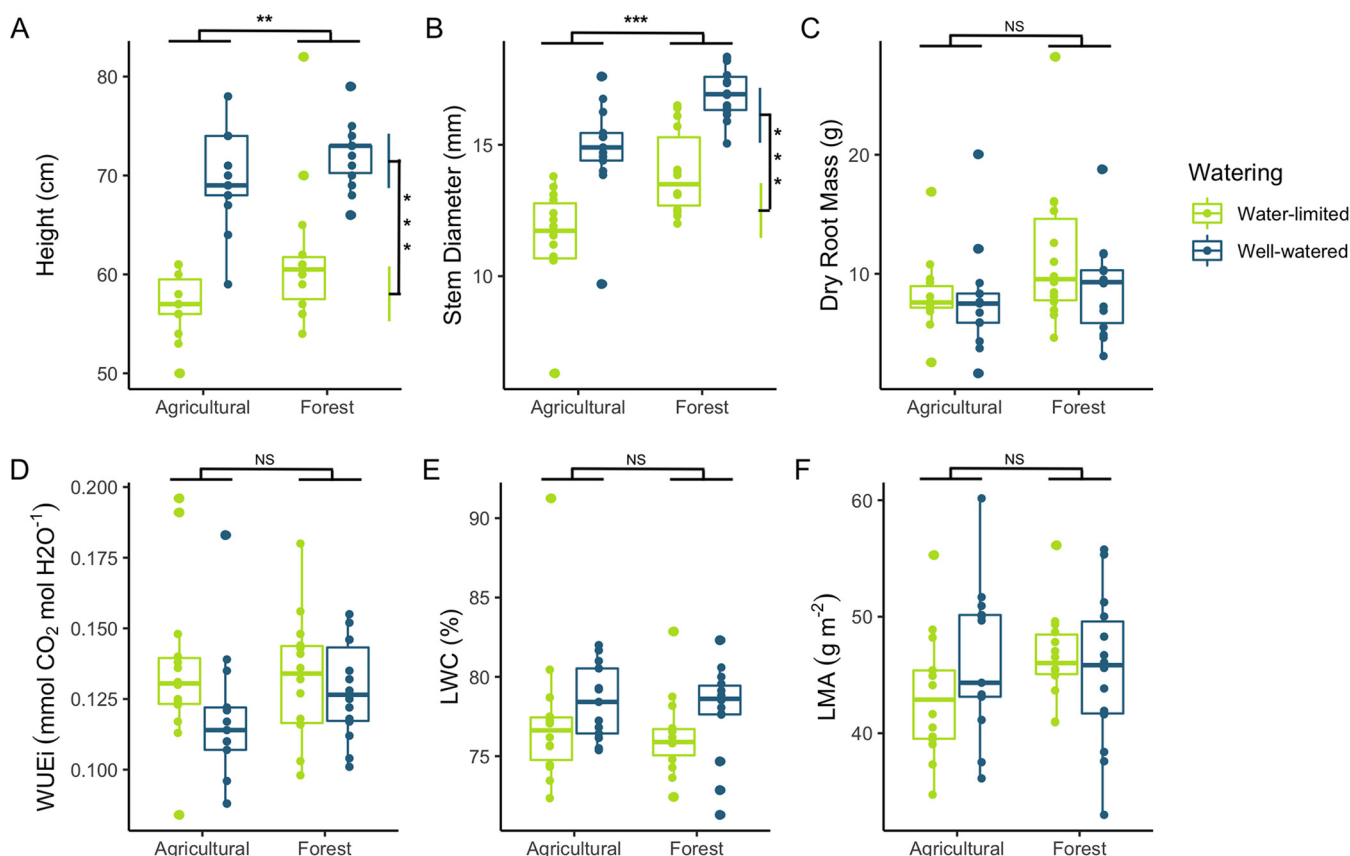 A
**
Height (cm)
80
70
60
50
***
Agricultural
Forest
B
***
Stem Diameter (mm)
15
10
***
Agricultural
Forest
C
NS
Dry Root Mass (g)
20
10
Agricultural
Forest
Watering
Water-limited
Well-watered
D
NS
WUEi (mmol CO2 mol H2O−1)
0.200
0.175
0.150
0.125
0.100
Agricultural
Forest
E
NS
LWC (%)
90
85
80
75
Agricultural
Forest
F
NS
LMA (g m−2)
60
50
40
Agricultural
Forest